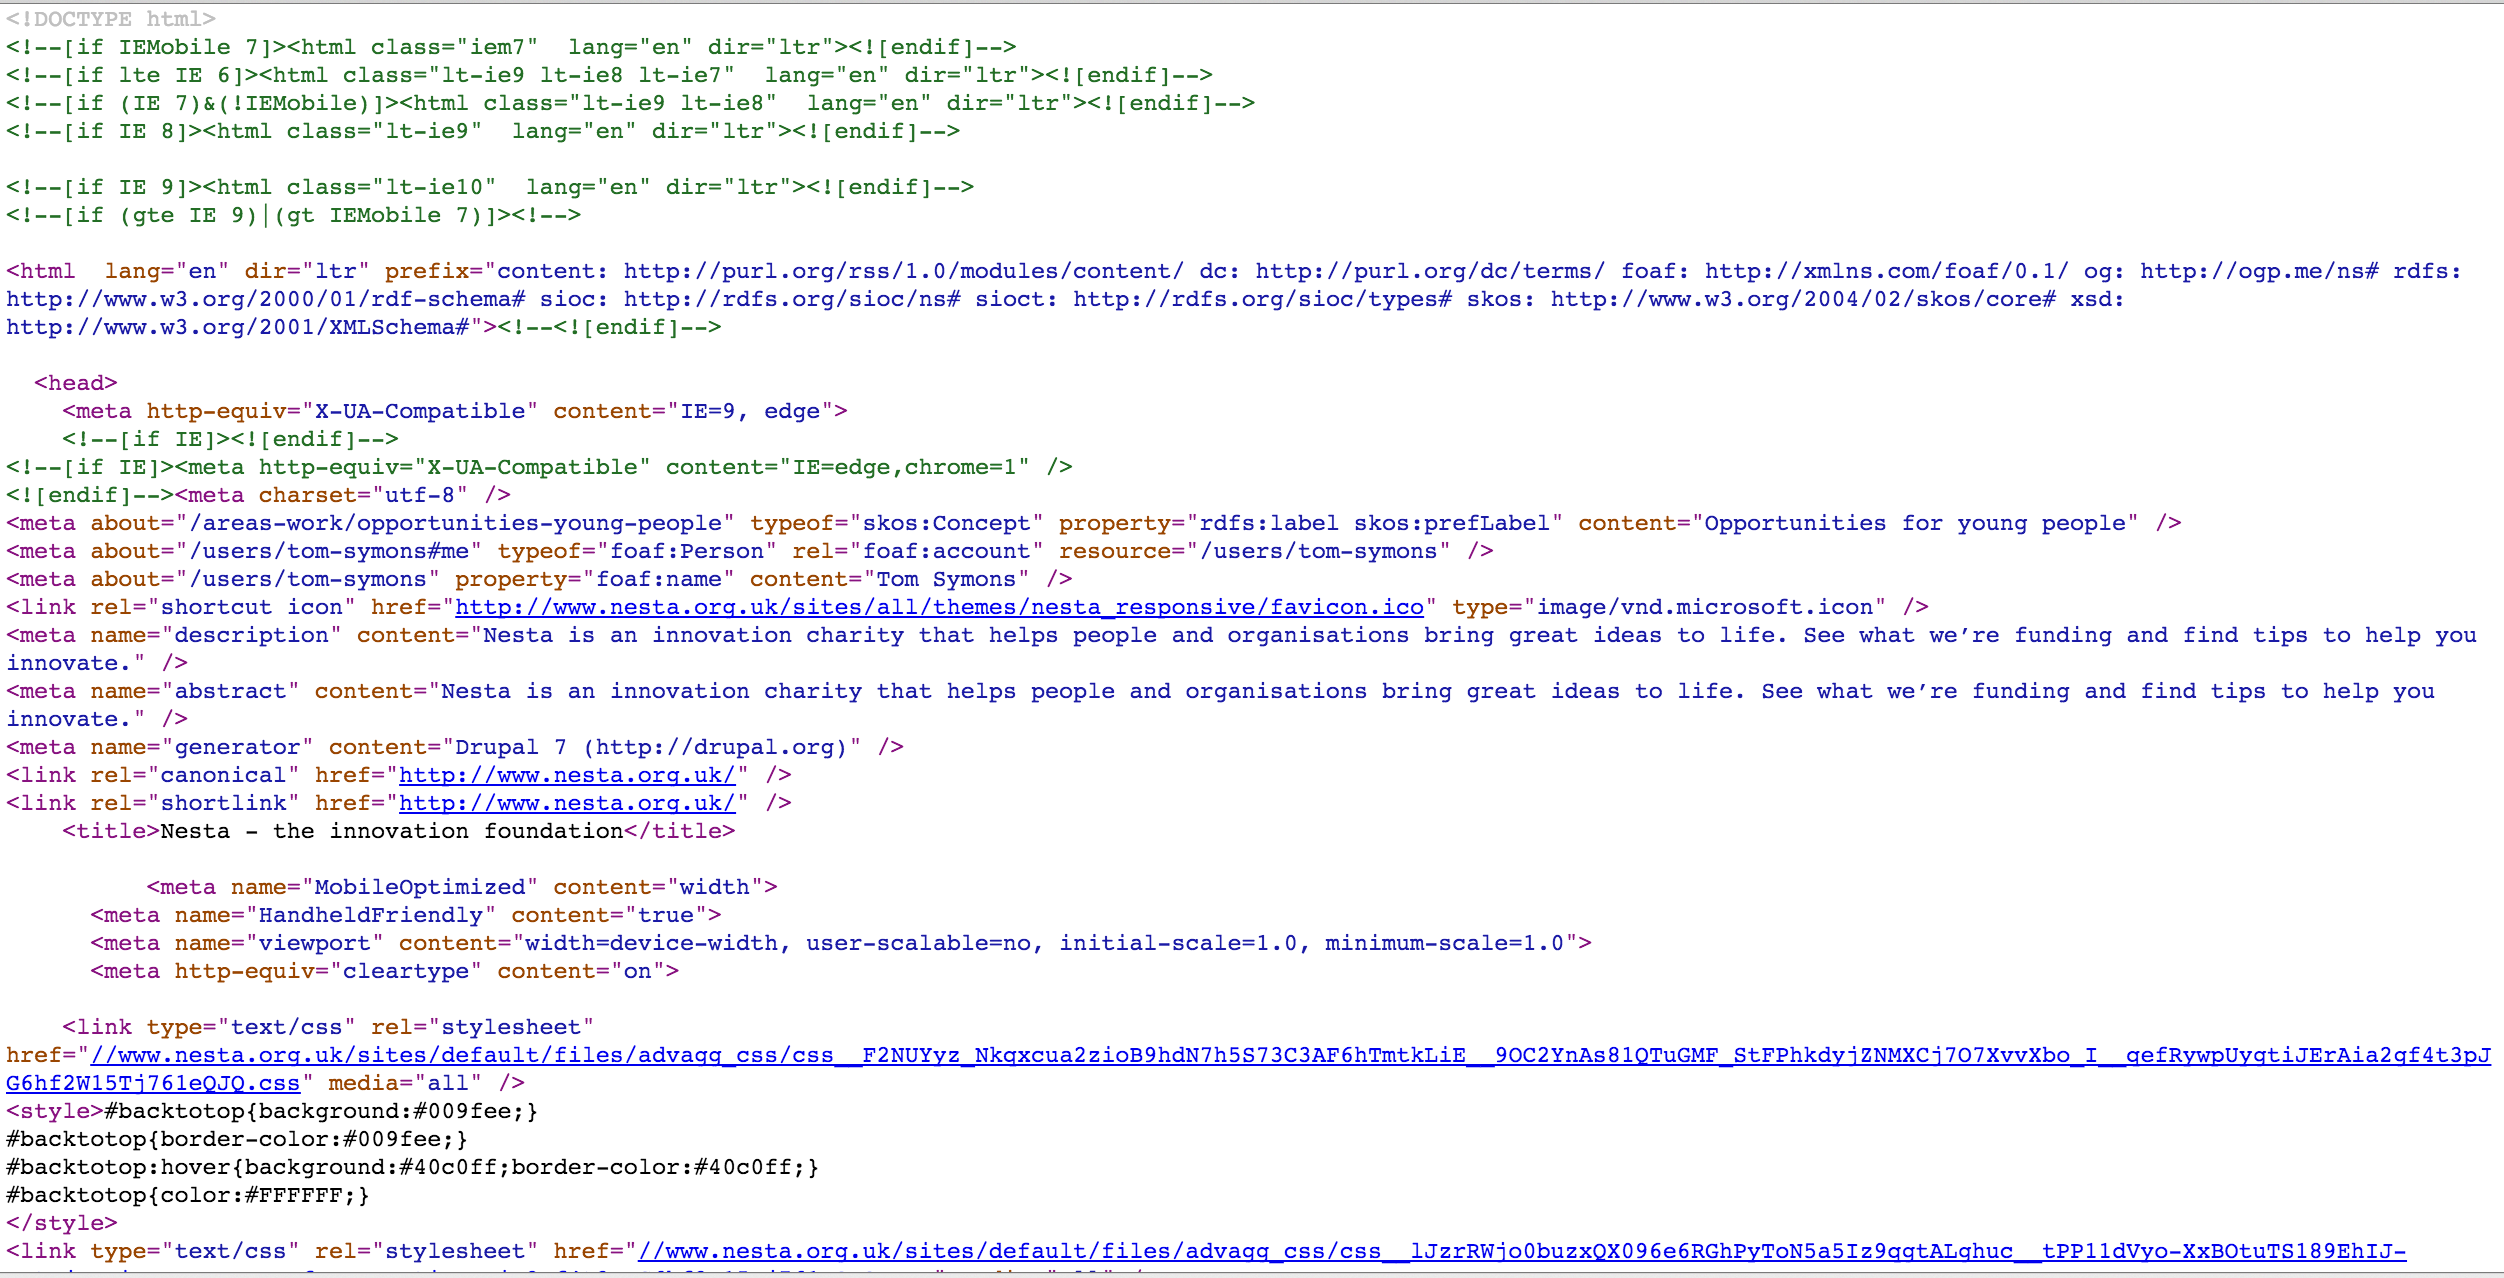 <!DOCTYPE html>
<!--[if IEMobile 7]><html class="iem7"  lang="en" dir="ltr"><![endif]-->
<!--[if lte IE 6]><html class="lt-ie9 lt-ie8 lt-ie7"  lang="en" dir="ltr"><![endif]-->
<!--[if (IE 7)&(!IEMobile)]><html class="lt-ie9 lt-ie8"  lang="en" dir="ltr"><![endif]-->
<!--[if IE 8]><html class="lt-ie9"  lang="en" dir="ltr"><![endif]-->
<!--[if IE 9]><html class="lt-ie10"  lang="en" dir="ltr"><![endif]-->
<!--[if (gte IE 9)|(gt IEMobile 7)]><!-->
<html  lang="en" dir="ltr" prefix="content: http://purl.org/rss/1.0/modules/content/ dc: http://purl.org/dc/terms/ foaf: http://xmlns.com/foaf/0.1/ og: http://ogp.me/ns# rdfs:
http://www.w3.org/2000/01/rdf-schema# sioc: http://rdfs.org/sioc/ns# sioct: http://rdfs.org/sioc/types# skos: http://www.w3.org/2004/02/skos/core# xsd:
http://www.w3.org/2001/XMLSchema#"><!--<![endif]-->
<head>
<meta http-equiv="X-UA-Compatible" content="IE=9, edge">
<!--[if IE]><![endif]-->
<!--[if IE]><meta http-equiv="X-UA-Compatible" content="IE=edge,chrome=1" />
<![endif]--><meta charset="utf-8" />
<meta about="/areas-work/opportunities-young-people" typeof="skos:Concept" property="rdfs:label skos:prefLabel" content="Opportunities for young people" />
<meta about="/users/tom-symons#me" typeof="foaf:Person" rel="foaf:account" resource="/users/tom-symons" />
<meta about="/users/tom-symons" property="foaf:name" content="Tom Symons" />
<link rel="shortcut icon" href="http://www.nesta.org.uk/sites/all/themes/nesta_responsive/favicon.ico" type="image/vnd.microsoft.icon" />
<meta name="description" content="Nesta is an innovation charity that helps people and organisations bring great ideas to life. See what we’re funding and find tips to help you
innovate." />
<meta name="abstract" content="Nesta is an innovation charity that helps people and organisations bring great ideas to life. See what we’re funding and find tips to help you
innovate." />
<meta name="generator" content="Drupal 7 (http://drupal.org)" />
<link rel="canonical" href="http://www.nesta.org.uk/" />
<link rel="shortlink" href="http://www.nesta.org.uk/" />
<title>Nesta - the innovation foundation</title>
<meta name="MobileOptimized" content="width">
<meta name="HandheldFriendly" content="true">
<meta name="viewport" content="width=device-width, user-scalable=no, initial-scale=1.0, minimum-scale=1.0">
<meta http-equiv="cleartype" content="on">
<link type="text/css" rel="stylesheet"
href="//www.nesta.org.uk/sites/default/files/advagg_css/css__F2NUYyz_Nkqxcua2zioB9hdN7h5S73C3AF6hTmtkLiE__9OC2YnAs81QTuGMF_StFPhkdyjZNMXCj7O7XvvXbo_I__qefRywpUygtiJErAia2gf4t3pJ
G6hf2W15Tj761eQJQ.css" media="all" />
<style>#backtotop{background:#009fee;}
#backtotop{border-color:#009fee;}
#backtotop:hover{background:#40c0ff;border-color:#40c0ff;}
#backtotop{color:#FFFFFF;}
</style>
<link type="text/css" rel="stylesheet" href="//www.nesta.org.uk/sites/default/files/advagg_css/css__lJzrRWjo0buzxQX096e6RGhPyToN5a5Iz9qgtALghuc__tPP11dVyo-XxBOtuTS189EhIJ-